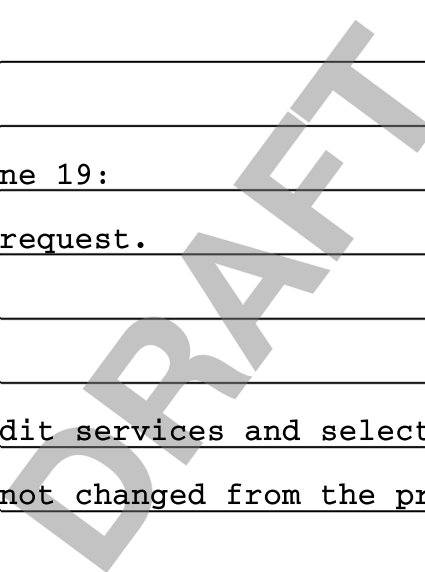 ne 19:
request.
dit services and select
not changed from the pr
DRAFT